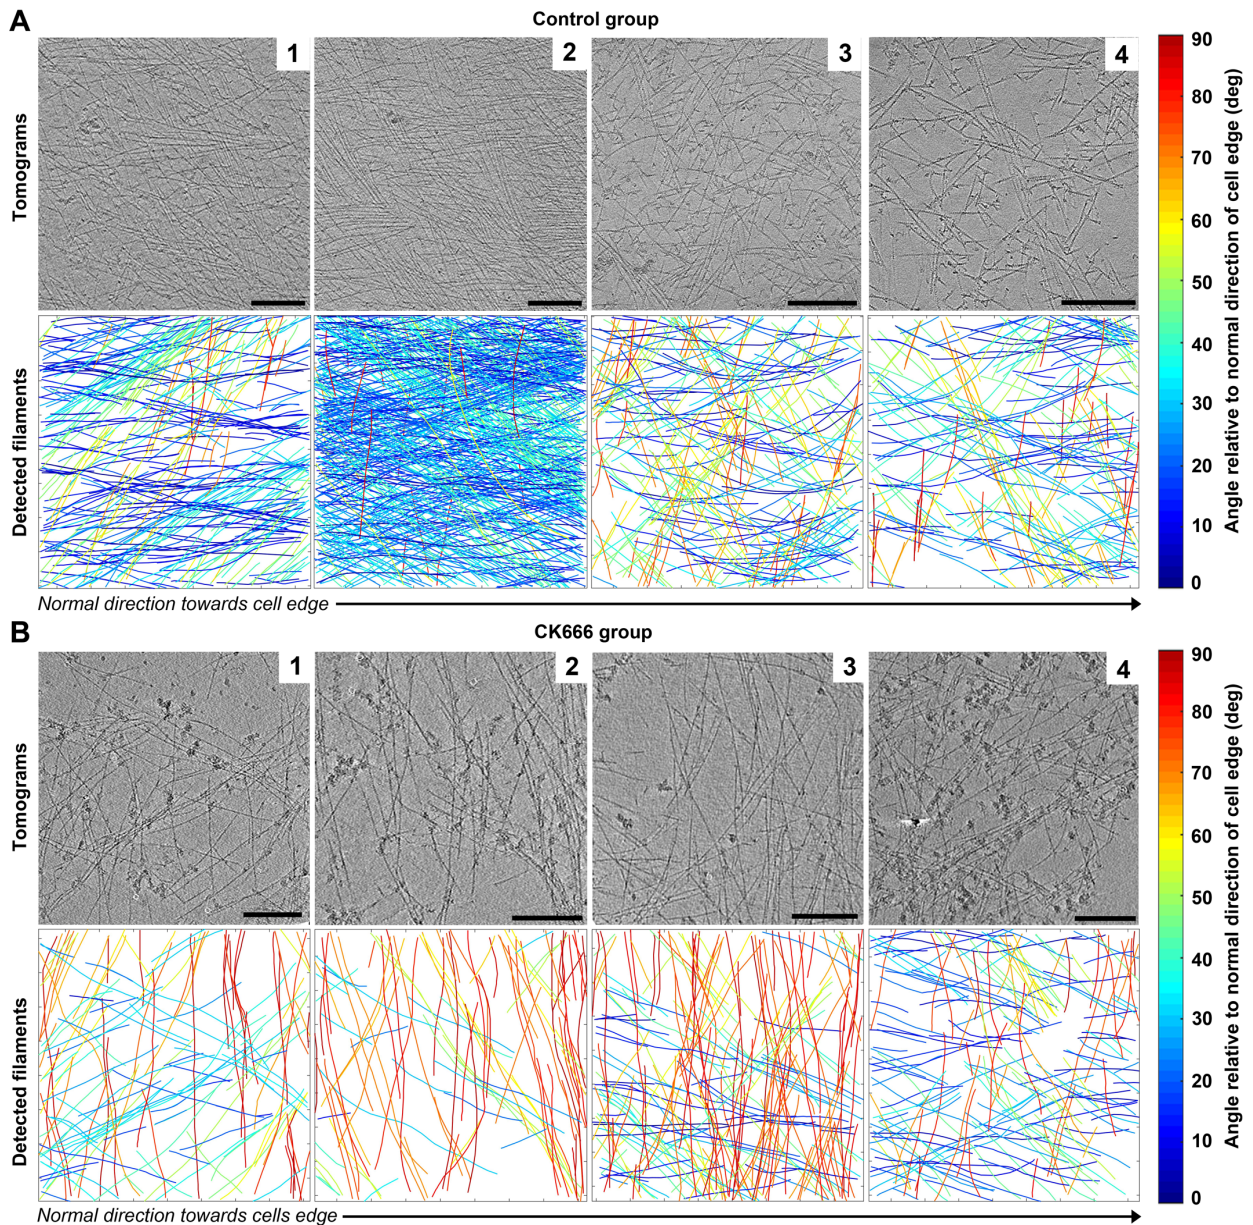 A
Control group
Tomograms
1
2
3
4
Detected filaments
90
80
70
60
50
40
30
20
10
0
Angle relative to normal direction of cell edge (deg)
Normal direction towards cell edge
B
CK666 group
Tomograms
1
2
3
4
Detected filaments
90
80
70
60
50
40
30
20
10
0
Angle relative to normal direction of cell edge (deg)
Normal direction towards cells edge